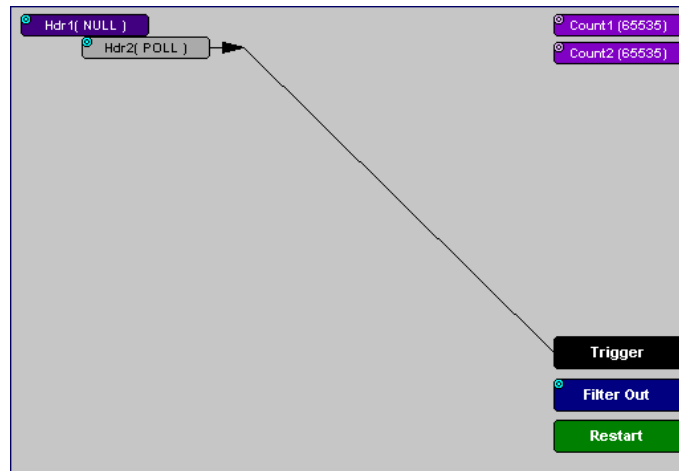 Hdr1( NULL )
Count1 (65535)
Hdr2( POLL )
Count2 (65535)
Trigger
Filter Out
Restart